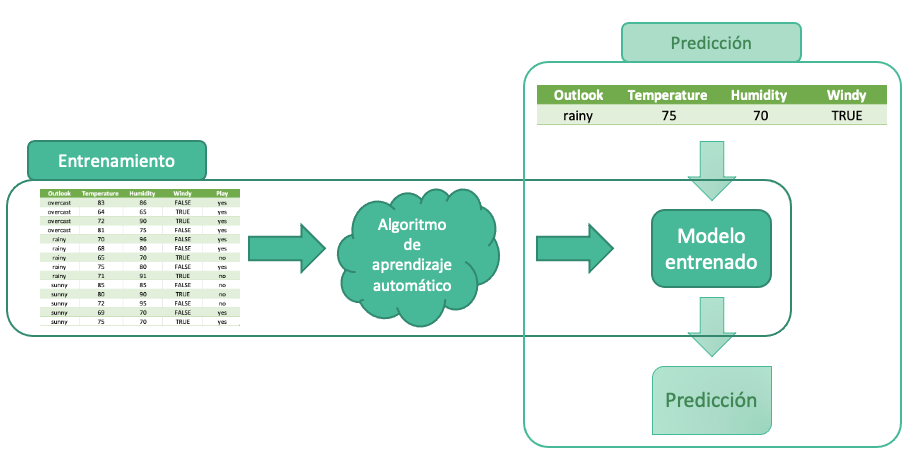 Predicción
Outlook Temperature Humidity Windy
rainy 75 70 TRUE
Entrenamiento
Outlook Temperature Humidity Windy Play
overcast 83 86 FALSE yes
overcast 64 65 TRUE yes
overcast 72 90 TRUE yes
overcast 81 75 FALSE yes
rainy 70 96 FALSE yes
rainy 68 80 FALSE yes
rainy 65 70 TRUE no
rainy 75 80 FALSE yes
rainy 71 91 TRUE no
sunny 85 85 FALSE no
sunny 80 90 TRUE no
sunny 72 95 FALSE no
sunny 69 70 FALSE yes
sunny 75 70 TRUE yes
Algoritmo
de
aprendizaje
automático
Modelo
entrenado
Predicción